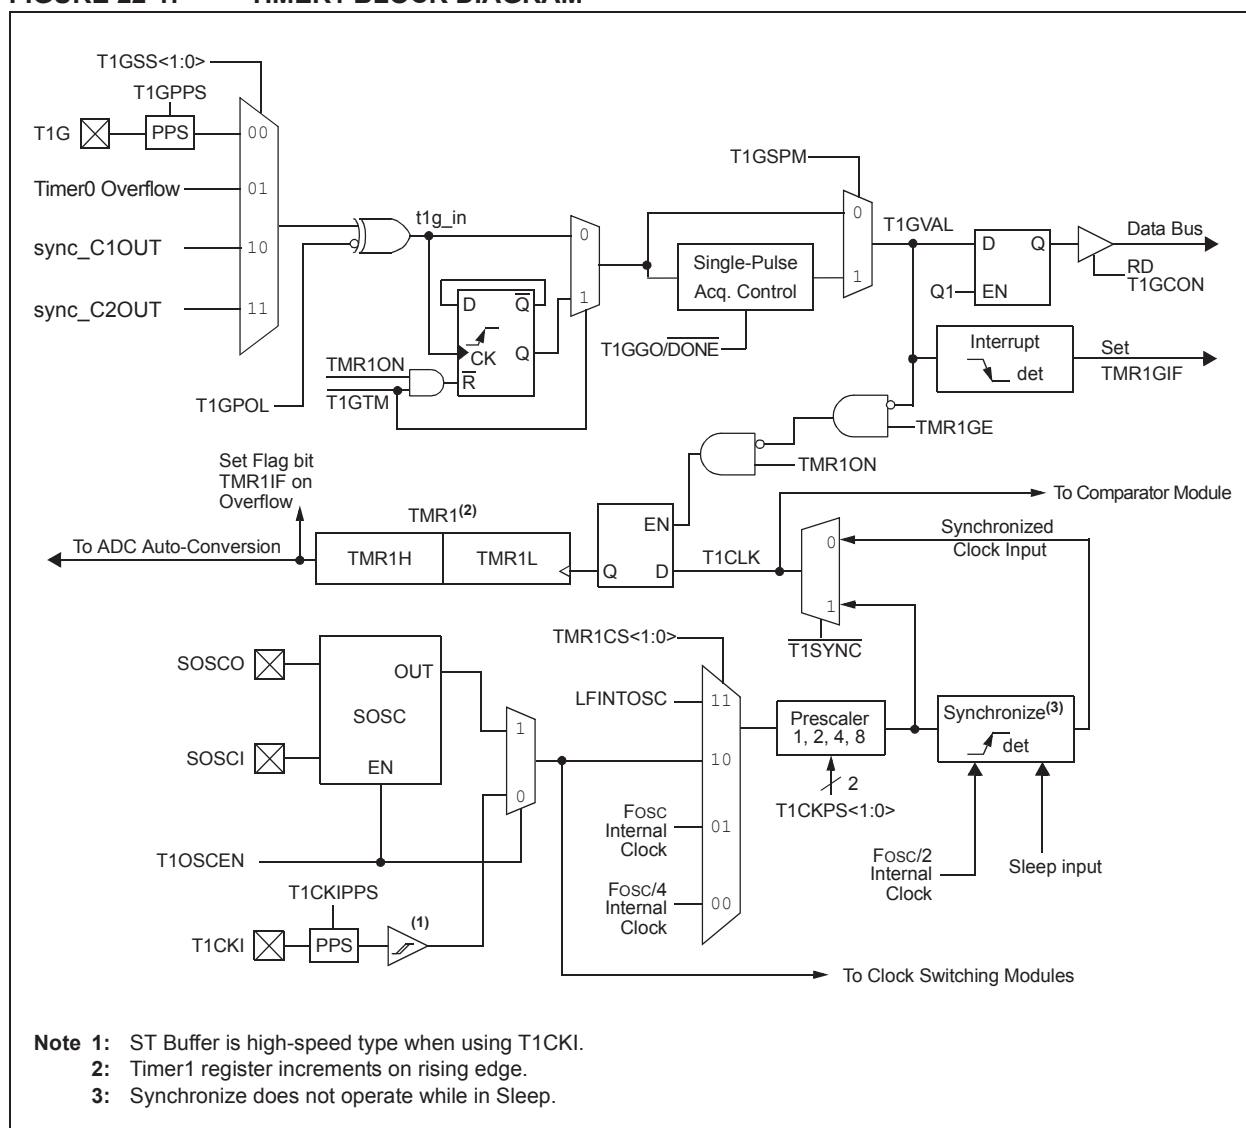 T1GSS<1:0>
T1GPPS
T1G
PPS
00
Timer0 Overflow
01
sync_C1OUT
10
sync_C2OUT
11
T1GPOL
t1g_in
D
Q
CK
Q
R
TMR1ON
T1GTM
0
1
T1GSPM
0
1
Single-Pulse
Acq. Control
T1GGO/DONE
T1GVAL
D
Q
Q1
EN
Data Bus
RD
T1GCON
Interrupt
det
Set
TMR1GIF
TMR1GE
TMR1ON
Set Flag bit
TMR1IF on
Overflow
To ADC Auto-Conversion
TMR1(2)
TMR1H
TMR1L
EN
Q
D
T1CLK
To Comparator Module
Synchronized
Clock Input
0
1
T1SYNC
SOSCO
OUT
SOSC
SOSCI
EN
1
0
T1OSCEN
T1CKIPPS
T1CKI
PPS
(1)
TMR1CS<1:0>
LFINTOSC
11
10
FOSC
Internal
Clock
01
FOSC/4
Internal
Clock
00
Prescaler
1, 2, 4, 8
2
T1CKPS<1:0>
Synchronize(3)
det
FOSC/2
Internal
Clock
Sleep input
To Clock Switching Modules
Note 1: ST Buffer is high-speed type when using T1CKI.
2: Timer1 register increments on rising edge.
3: Synchronize does not operate while in Sleep.